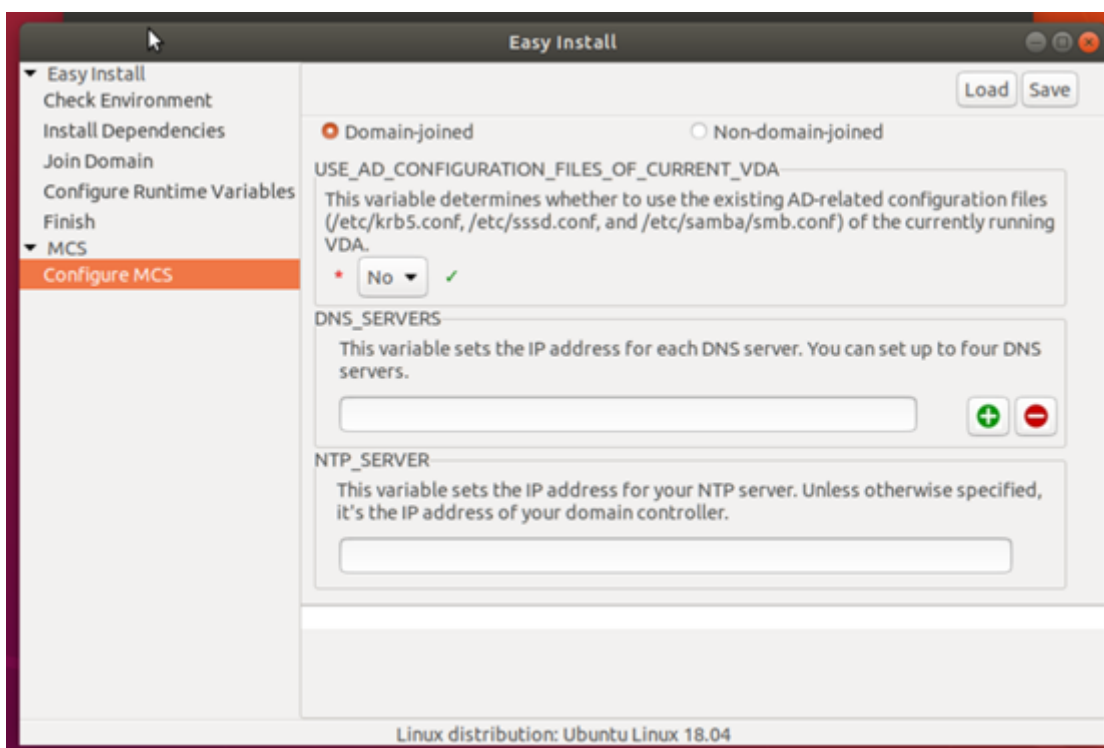 Easy Install
Easy Install
Check Environment
Install Dependencies
Join Domain
Configure Runtime Variables
Finish
MCS
Configure MCS
Load Save
Domain-joined Non-domain-joined
USE_AD_CONFIGURATION_FILES_OF_CURRENT_VDA
This variable determines whether to use the existing AD-related configuration files
(/etc/krb5.conf, /etc/sssd.conf, and /etc/samba/smb.conf) of the currently running
VDA.
* No ✓
DNS_SERVERS
This variable sets the IP address for each DNS server. You can set up to four DNS
servers.
NTP_SERVER
This variable sets the IP address for your NTP server. Unless otherwise specified,
it's the IP address of your domain controller.
Linux distribution: Ubuntu Linux 18.04